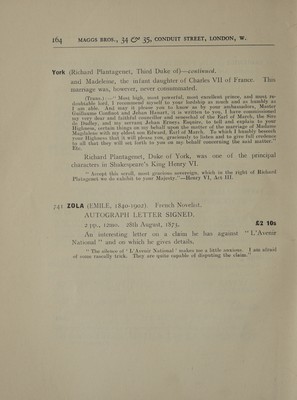 164 MAGGS BROS., 34 & 35, CONDUIT STREET, LONDON, W.
York (Richard Plantagenet, Third Duke of)—continued.
and Madeleine, the infant daughter of Charles VII of France. This
marriage was, however, never consummated.
(Trans.) :—" Most high, most powerful, most excellent prince, and most re-
doubtable lord, I recommend myself to your lordship as much and as humbly as
I am able. And may it please you to know as by your ambassadors, Master
Guillaume Cousinot and Jehan Havart, it is written to you, I have commissioned
my very dear and faithful councillor and seneschal of the Earl of March, the Sire
de Dudley, and my servant Jehan Ernoys Esquire, to tell and explain to your
Highness, certain things on my behalf upon the matter of the marriage of Madame
Magdalene with my eldest son Edward, Earl of March. To which I humbly beseech
your Highness that it will please you, graciously to listen and to give full credence
to all that they will set forth to you on my behalf concerning the said matter."
Etc.
Richard Plantagenet, Duke of York, was one of the principal
characters in Shakespeare's King Henry VI.
" Accept this scroll, most gracious sovereign, which in the right of Richard
Plantagenet we do exhibit to your Majesty."—Henry VI, Act III.
741 ZOLA (EMILE, 1840-1902). French Novelist.
AUTOGRAPH LETTER SIGNED.
2 pp., 12mo. 28th August, 1873. £2 10s
An interesting letter on a claim he has against " L'Avenir
National " and on which he gives details.
" The silence of ' L'Avenir National ' makes me a little anxious. I am afraid
of some rascally trick. They are quite capable of disputing the claim."